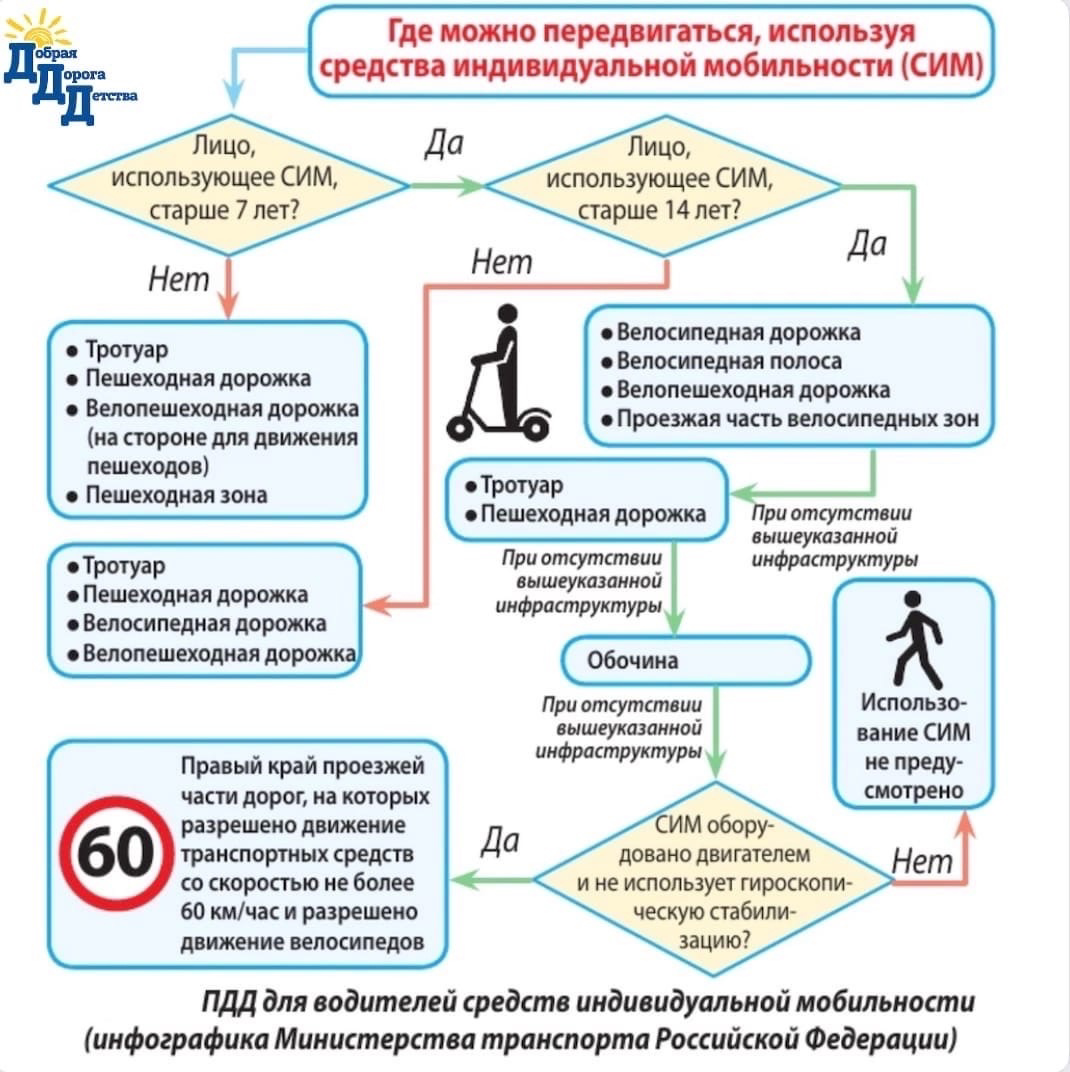 Добрая
Дорога
Детства
Где можно передвигаться, используя
средства индивидуальной мобильности (СИМ)
Лицо,
использующее СИМ,
старше 7 лет?
Да
Лицо,
использующее СИМ,
старше 14 лет?
Да
Нет
Нет
• Тротуар
• Пешеходная дорожка
• Велопешеходная дорожка
(на стороне для движения
пешеходов)
• Пешеходная зона
• Велосипедная дорожка
• Велосипедная полоса
• Велопешеходная дорожка
• Проезжая часть велосипедных зон
• Тротуар
• Пешеходная дорожка
При отсутствии
вышеуказанной
инфраструктуры
• Тротуар
• Пешеходная дорожка
• Велосипедная дорожка
• Велопешеходная дорожка
При отсутствии
вышеуказанной
инфраструктуры
Обочина
При отсутствии
вышеуказанной
инфраструктуры
Использо-
вание СИМ
не преду-
смотрено
60
Правый край проезжей
части дорог, на которых
разрешено движение
транспортных средств
со скоростью не более
60 км/час и разрешено
движение велосипедов
Да
СИМ обору-
довано двигателем
и не использует гироскопи-
ческую стабили-
зацию?
Нет
ПДД для водителей средств индивидуальной мобильности
(инфографика Министерства транспорта Российской Федерации)